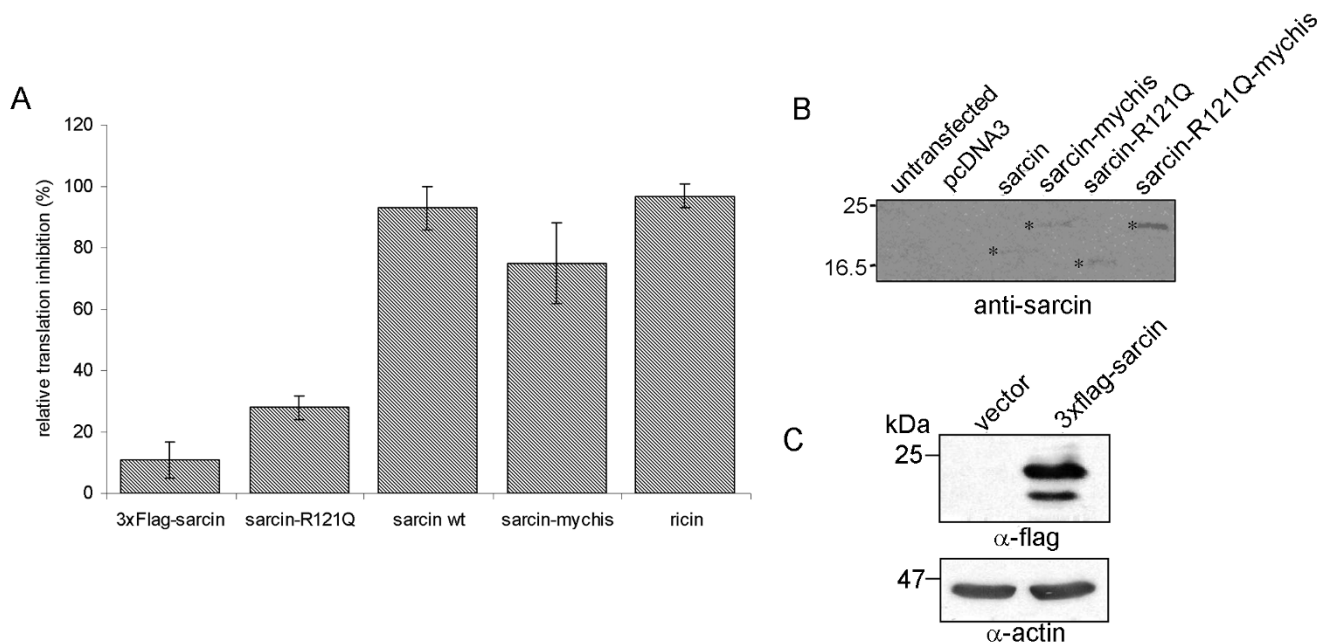 A
relative translation inhibition (%)
120
100
80
60
40
20
0
3xFlag-sarcin
sarcin-R121Q
sarcin wt
sarcin-mychis
ricin
B
untransfected
pcDNA3
sarcin
sarcin-mychis
sarcin-R121Q
sarcin-R121Q-mychis
25
16.5
*
*
*
*
anti-sarcin
C
vector
3xflag-sarcin
kDa
25
α-flag
47
α-actin